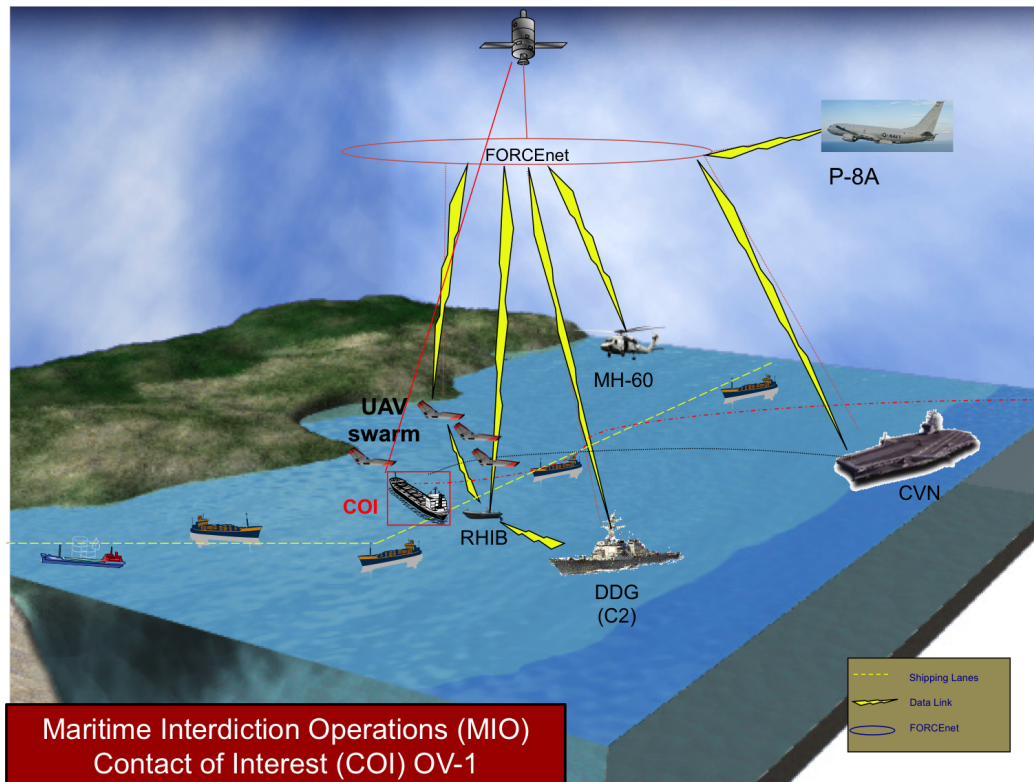 FORCEnet
P-8A
MH-60
UAV
swarm
COI
RHIB
CVN
DDG
(C2)
Shipping Lanes
Data Link
FORCEnet
Maritime Interdiction Operations (MIO)
Contact of Interest (COI) OV-1